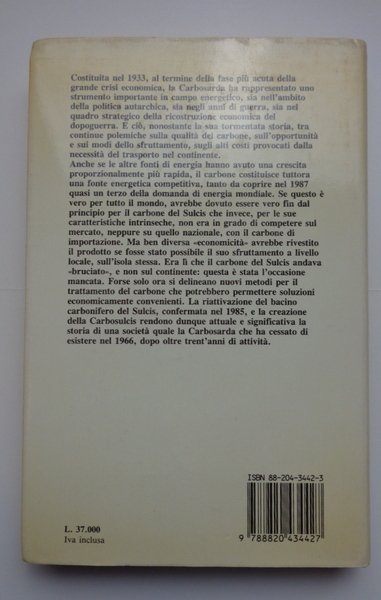 Costituita nel 1933, al termine della fase più acuta della
grande crisi economica, la Carbosarda ha rappresentato uno
strumento importante in campo energetico, sia nell'ambito
della politica autarchica, sia negli anni di guerra, sia nel
quadro strategico della ricostruzione economica del
dopoguerra. E ciò, nonostante la sua tormentata storia, tra
continue polemiche sulla qualità del carbone, sull'opportunità
e sui modi dello sfruttamento, sugli alti costi provocati dalla
necessità del trasporto nel continente.
Anche se le altre fonti di energia hanno avuto una crescita
proporzionalmente più rapida, il carbone costituisce tuttora
una fonte energetica competitiva, tanto da coprire nel 1987
quasi un terzo della domanda di energia mondiale. Se questo è
vero per tutto il mondo, avrebbe dovuto essere vero fin dal
principio per il carbone del Sulcis che invece, per le sue
caratteristiche intrinseche, non era in grado di competere sul
mercato, neppure su quello nazionale, con il carbone di
importazione. Ma ben diversa «economicità» avrebbe rivestito
il prodotto se fosse stato possibile il suo sfruttamento a livello
locale, sull'isola stessa. Era lì che il carbone del Sulcis andava
«bruciato», e non sul continente: questa è stata l'occasione
mancata. Forse solo ora si delineano nuovi metodi per il
trattamento del carbone che potrebbero permettere soluzioni
economicamente convenienti. La riattivazione del bacino
carbonifero del Sulcis, confermata nel 1985, e la creazione
della Carbosulcis rendono dunque attuale e significativa la
storia di una società quale la Carbosarda che ha cessato di
esistere nel 1966, dopo oltre trent'anni di attività.
ISBN 88-204-3442-3
9 788820 434427
L. 37.000
Iva inclusa